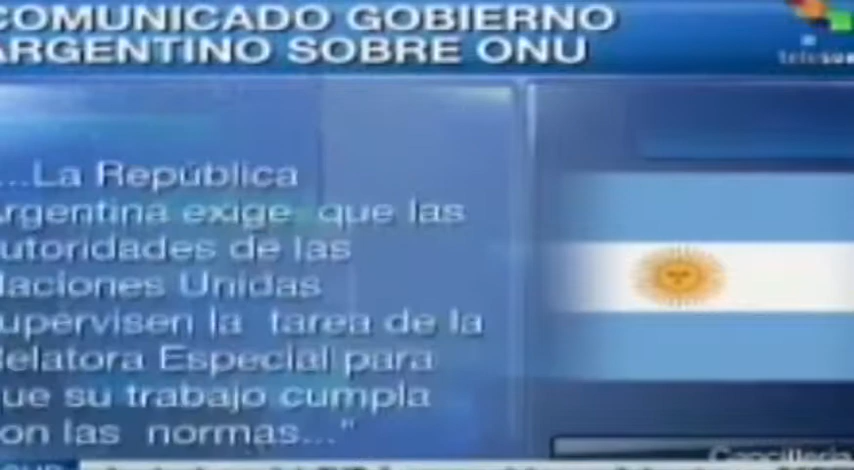 COMUNICADO GOBIERNO
ARGENTINO SOBRE ONU
telesur
...La República
Argentina exige que las
autoridades de las
Naciones Unidas
supervisen la tarea de la
Relatora Especial para
que su trabajo cumpla
con las normas..."
Cancillería